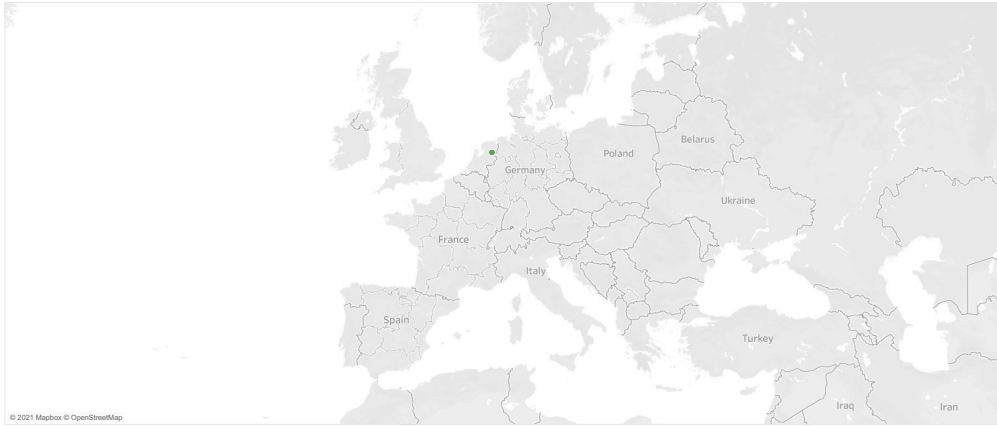 Belarus
Poland
Germany
Ukraine
France
Italy
Spain
Turkey
Iraq
Iran
© 2021 Mapbox © OpenStreetMap